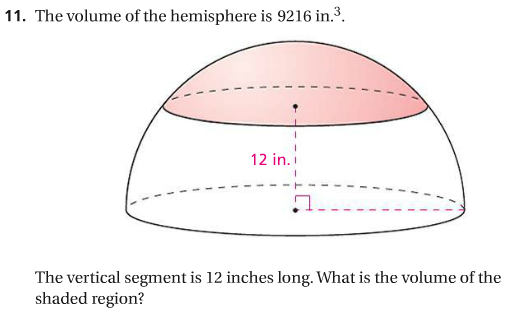 11. The volume of the hemisphere is 9216 in.³.
12 in.
The vertical segment is 12 inches long. What is the volume of the
shaded region?